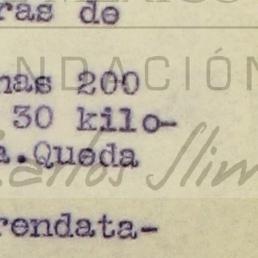 ras de
nas 200
NDACIÓN
30 kilo-
a.Queda
Carlos Slim
rendata-